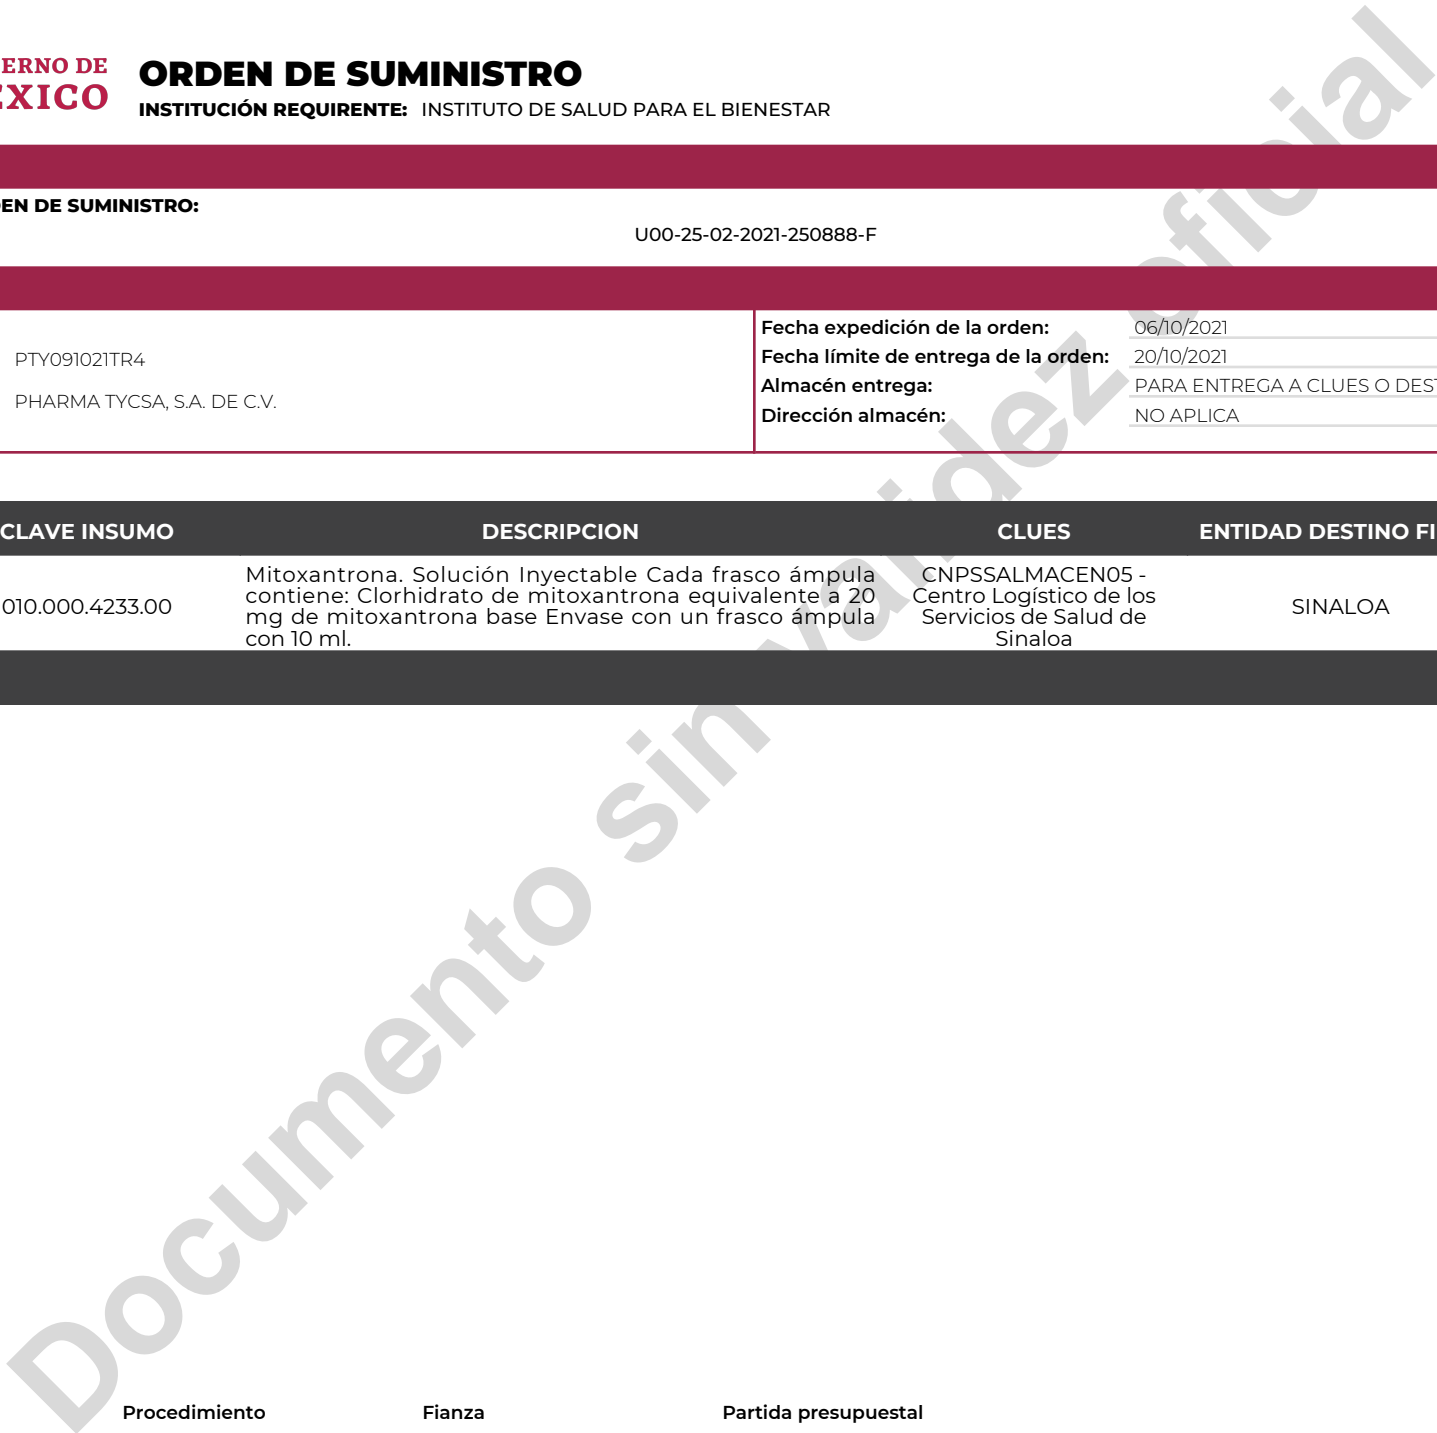 ERNO DE
EXICO
ORDEN DE SUMINISTRO
INSTITUCIÓN REQUIRENTE: INSTITUTO DE SALUD PARA EL BIENESTAR
EN DE SUMINISTRO:
U00-25-02-2021-250888-F
PTY091021TR4
PHARMA TYCSA, S.A. DE C.V.
Fecha expedición de la orden: 06/10/2021
Fecha límite de entrega de la orden: 20/10/2021
Almacén entrega: PARA ENTREGA A CLUES O DEST
Dirección almacén: NO APLICA
CLAVE INSUMO DESCRIPCION CLUES ENTIDAD DESTINO FI
010.000.4233.00
Mitoxantrona. Solución Inyectable Cada frasco ámpula
contiene: Clorhidrato de mitoxantrona equivalente a 20
mg de mitoxantrona base Envase con un frasco ámpula
con 10 ml.
CNPSSALMACEN05 -
Centro Logístico de los
Servicios de Salud de
Sinaloa
SINALOA
Documento sin validez oficial
Procedimiento Fianza Partida presupuestal